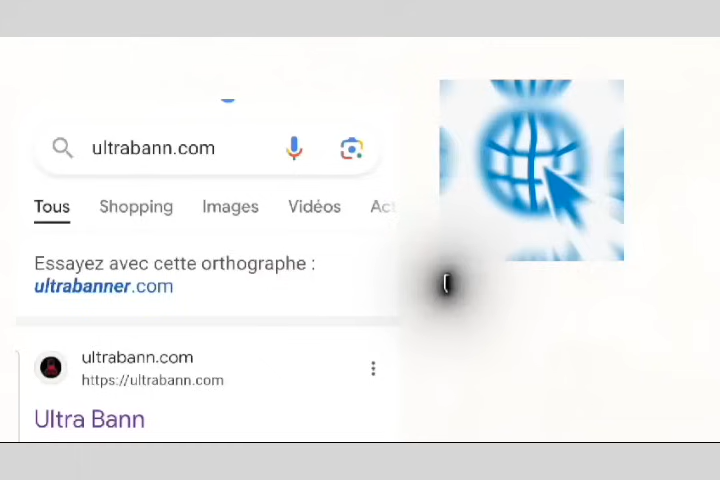 ultrabann.com
Tous Shopping Images Vidéos Act
Essayez avec cette orthographe :
ultrabanner.com
ultrabann.com
https://ultrabann.com
Ultra Bann